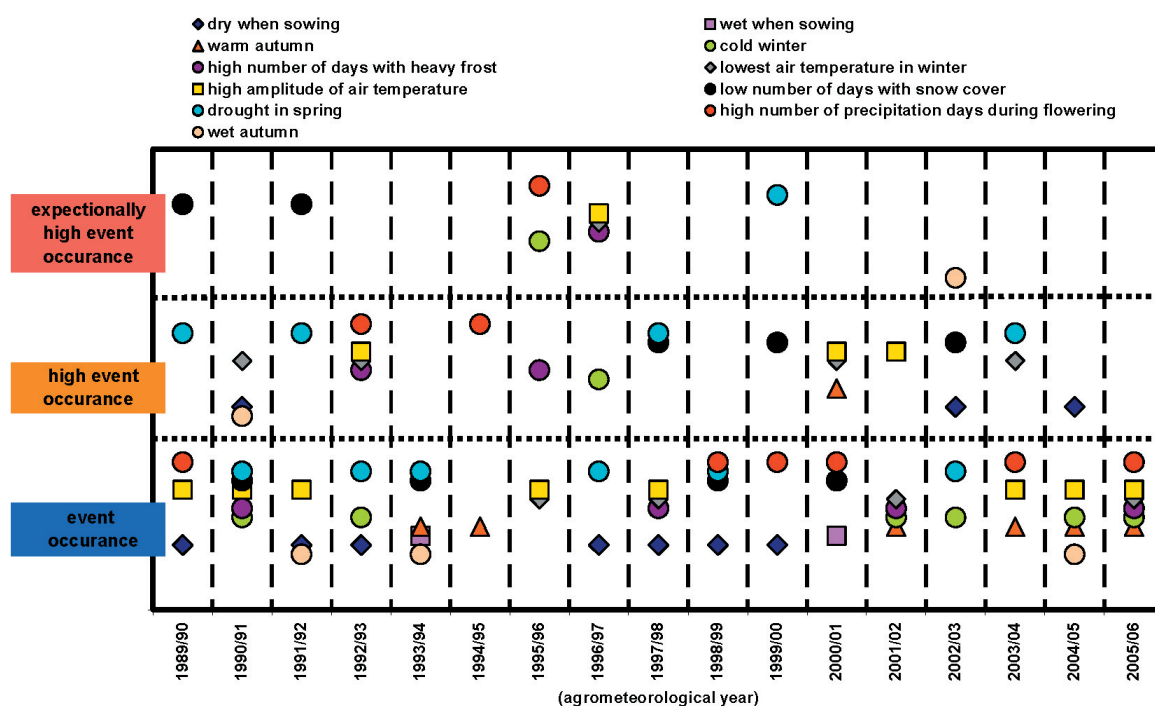 dry when sowing
warm autumn
high number of days with heavy frost
high amplitude of air temperature
drought in spring
wet autumn
wet when sowing
cold winter
lowest air temperature in winter
low number of days with snow cover
high number of precipitation days during flowering
expectionally
high event
occurance
high event
occurance
event
occurance
1989/90
1990/91
1991/92
1992/93
1993/94
1994/95
1995/96
1996/97
1997/98
1998/99
1999/00
2000/01
2001/02
2002/03
2003/04
2004/05
2005/06
(agrometeorological year)